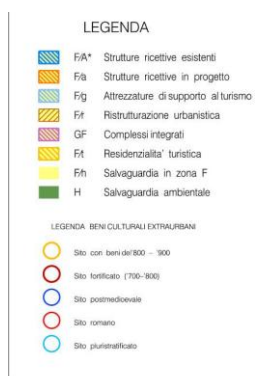 LEGENDA
F/A* Strutture ricettive esistenti
F/a Strutture ricettive in progetto
F/g Attrezzature di supporto al turismo
F/r Ristrutturazione urbanistica
GF Complessi integrati
F/t Residenzialita' turistica
F/h Salvaguardia in zona F
H Salvaguardia ambientale
LEGENDA BENI CULTURALI EXTRAURBANI
Sito con beni del'800 - '900
Sito fortificato ('700-'800)
Sito postmedioevale
Sito romano
Sito pluristratificato